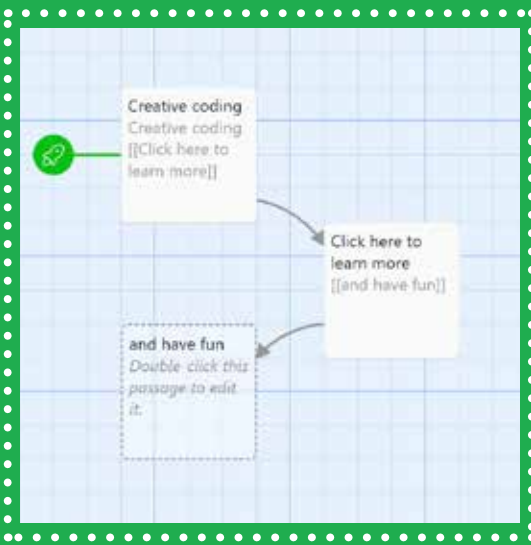 Creative coding
Creative coding
[[Click here to
learn more]]
Click here to
learn more
[[and have fun]]
and have fun
Double click this
passage to edit
it.